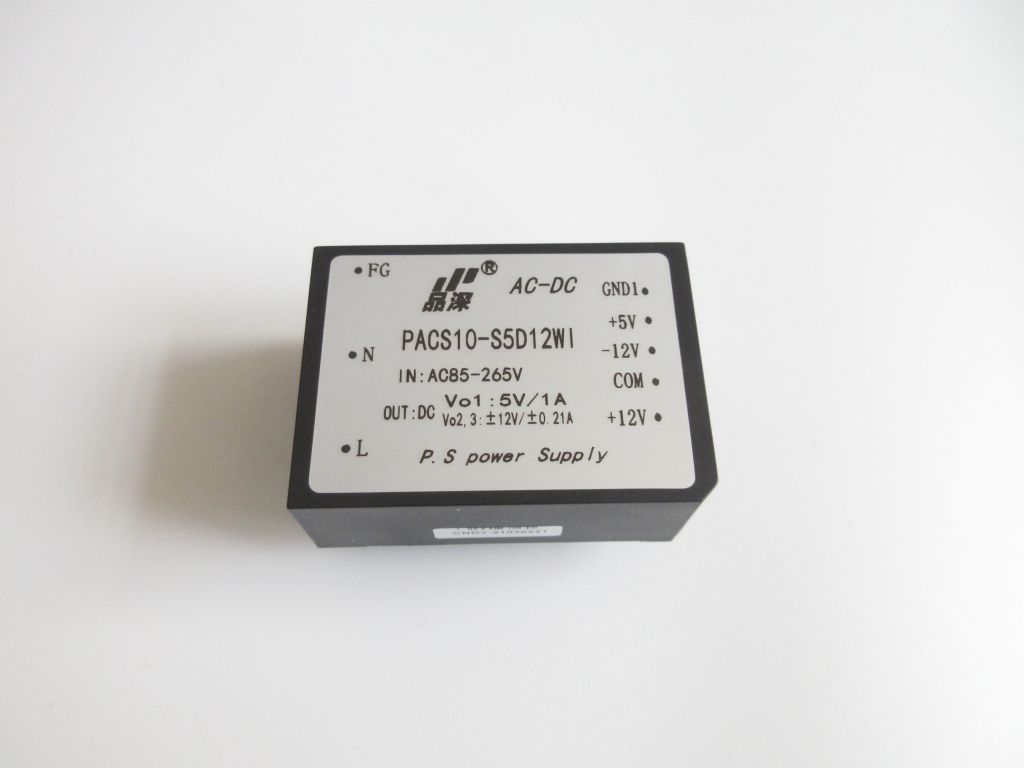 FG
品深®
AC-DC
PACS10-S5D12WI
N
IN:AC85-265V
OUT:DC
Vo1:5V/1A
Vo2,3:±12V/±0.21A
L
P.S power Supply
GND1
+5V
-12V
COM
+12V